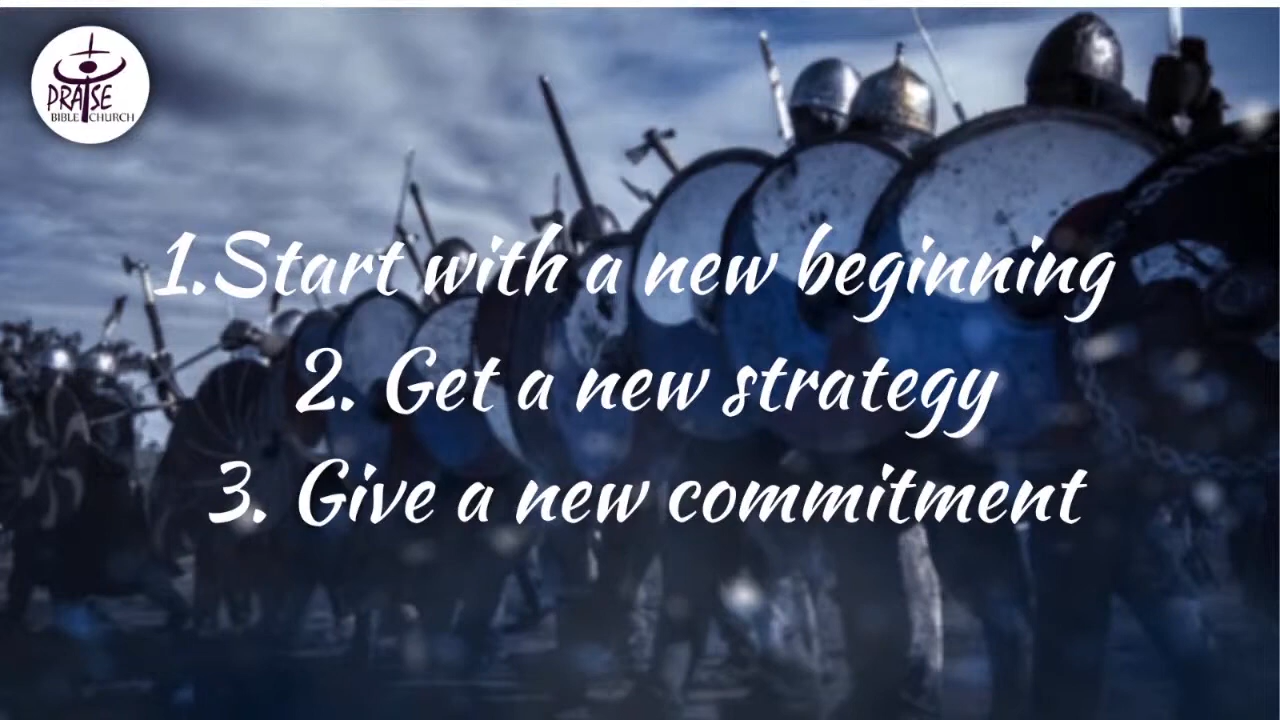 PRAISE
BIBLE CHURCH
1.Start with a new beginning
2. Get a new strategy
3. Give a new commitment